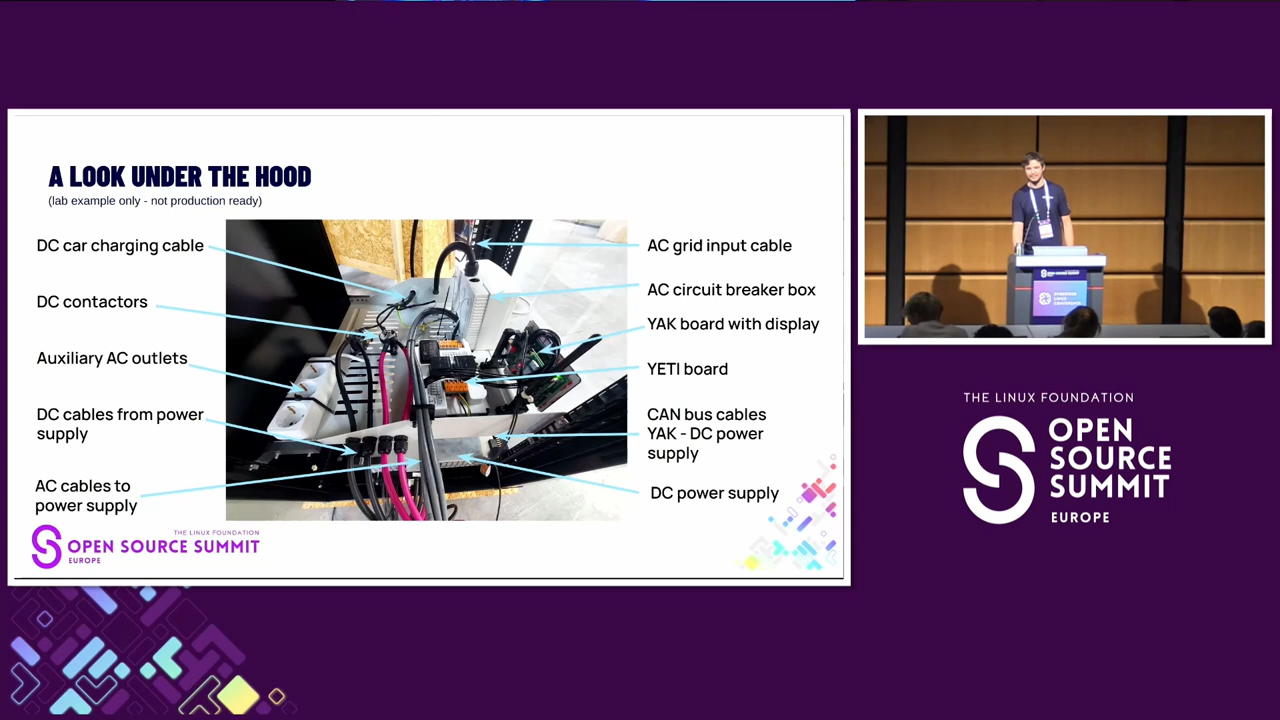 A LOOK UNDER THE HOOD
(lab example only - not production ready)
DC car charging cable
DC contactors
Auxiliary AC outlets
DC cables from power
supply
AC cables to
power supply
AC grid input cable
AC circuit breaker box
YAK board with display
YETI board
CAN bus cables
YAK - DC power
supply
DC power supply
THE LINUX FOUNDATION
OPEN SOURCE SUMMIT
EUROPE
THE LINUX FOUNDATION
OPEN
SOURCE
SUMMIT
EUROPE